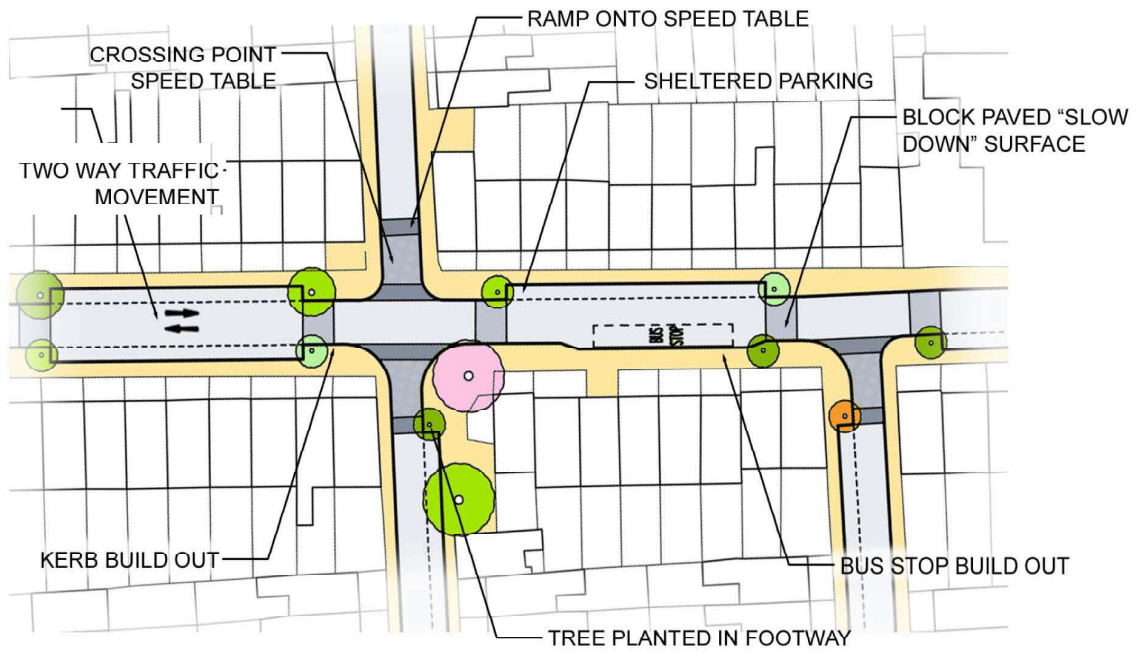 RAMP ONTO SPEED TABLE
CROSSING POINT
SPEED TABLE
SHELTERED PARKING
BLOCK PAVED “SLOW
DOWN” SURFACE
TWO WAY TRAFFIC
MOVEMENT
BUS
STOP
KERB BUILD OUT
BUS STOP BUILD OUT
TREE PLANTED IN FOOTWAY